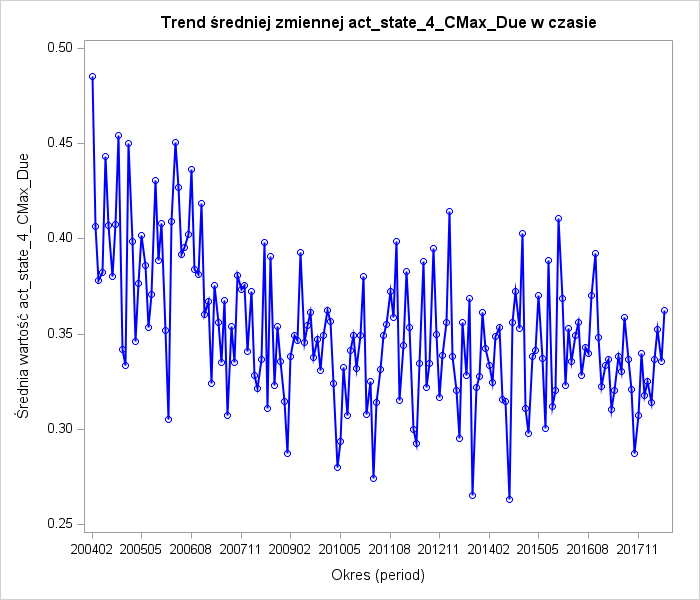 Trend średniej zmiennej act_state_4_CMax_Due w czasie
0.50
0.45
0.40
0.35
0.30
0.25
Średnia wartość act_state_4_CMax_Due
200402 200505 200608 200711 200902 201005 201108 201211 201402 201505 201608 201711
Okres (period)